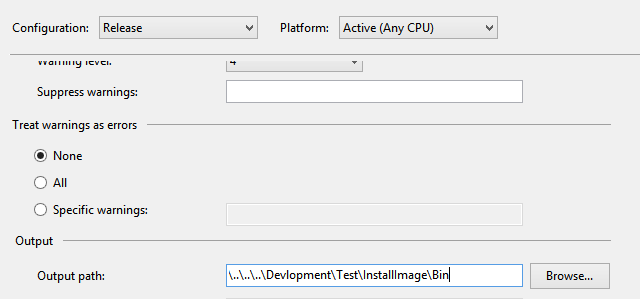 Configuration: Release Platform: Active (Any CPU)
Warning level: 4
Suppress warnings:
Treat warnings as errors
None
All
Specific warnings:
Output
Output path: \..\..\..\Devlopment\Test\InstallImage\Bin Browse...